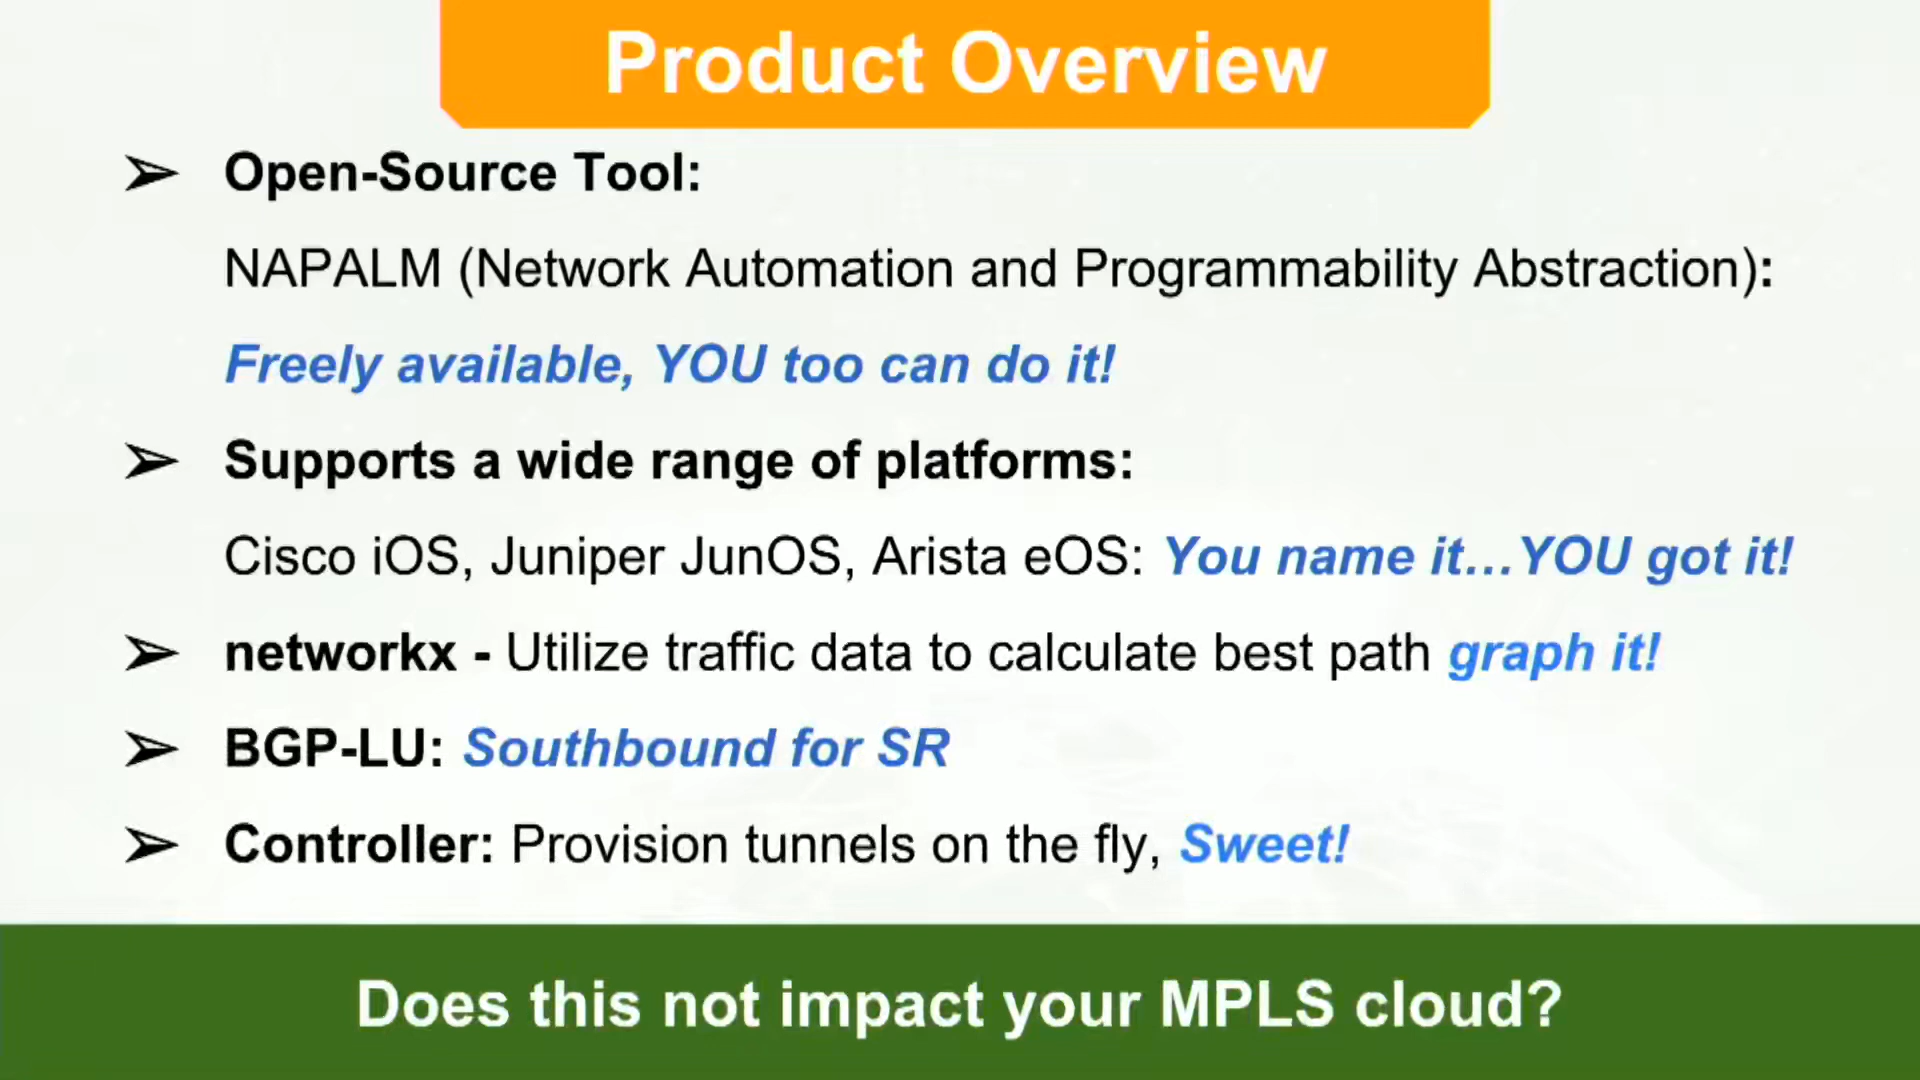 Product Overview
➢ Open-Source Tool:
NAPALM (Network Automation and Programmability Abstraction):
Freely available, YOU too can do it!
➢ Supports a wide range of platforms:
Cisco iOS, Juniper JunOS, Arista eOS: You name it...YOU got it!
➢ networkx - Utilize traffic data to calculate best path graph it!
➢ BGP-LU: Southbound for SR
➢ Controller: Provision tunnels on the fly, Sweet!
Does this not impact your MPLS cloud?